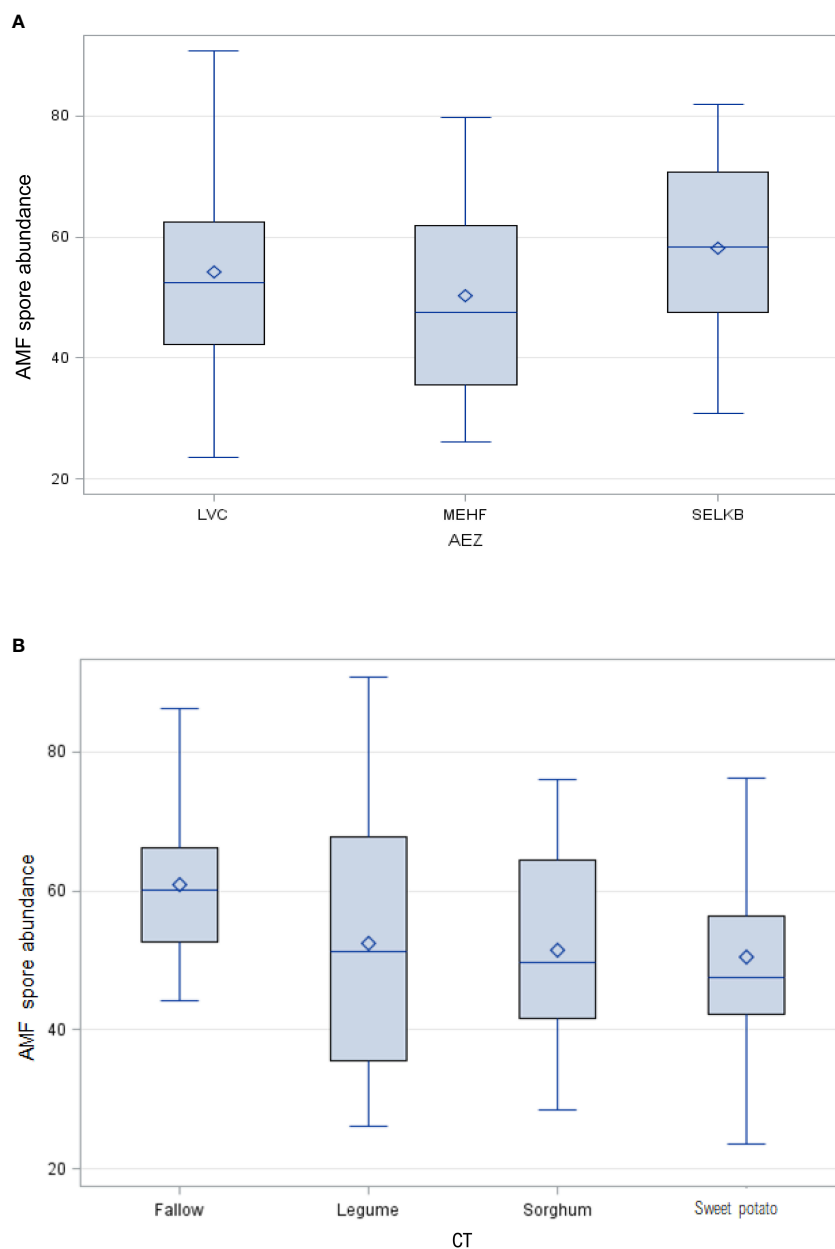 A
80
60
40
20
AMF spore abundance
LVC MEHF SELKB
AEZ
B
80
60
40
20
AMF spore abundance
Fallow Legume Sorghum Sweet potato
CT